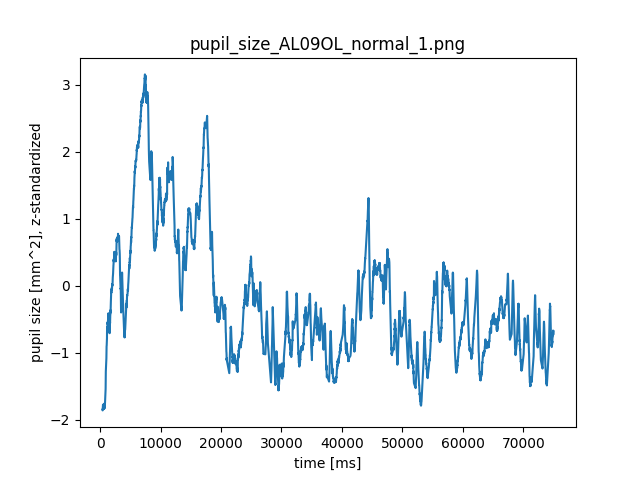 pupil_size_AL09OL_normal_1.png
pupil size [mm^2], z-standardized
3
2
1
0
−1
−2
0 10000 20000 30000 40000 50000 60000 70000
time [ms]